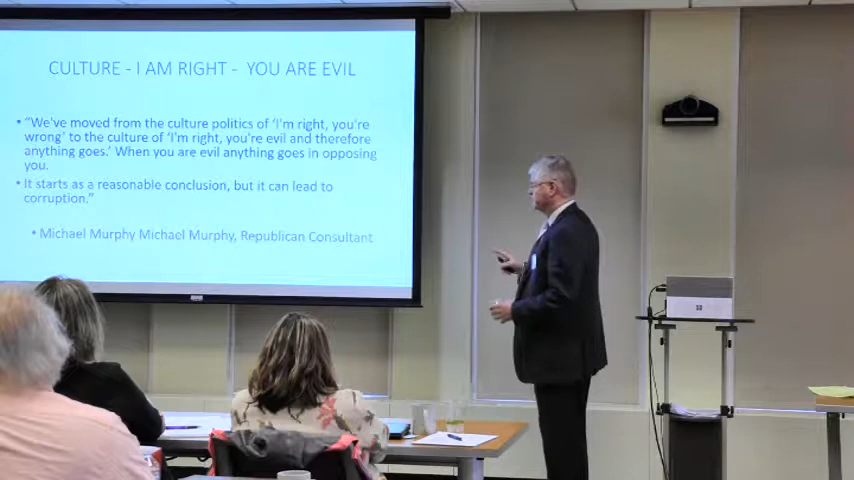 CULTURE - I AM RIGHT - YOU ARE EVIL
• "We've moved from the culture politics of 'I'm right, you're
wrong' to the culture of 'I'm right, you're evil and therefore
anything goes.' When you are evil anything goes in opposing
you.
• It starts as a reasonable conclusion, but it can lead to
corruption."
• Michael Murphy Michael Murphy, Republican Consultant